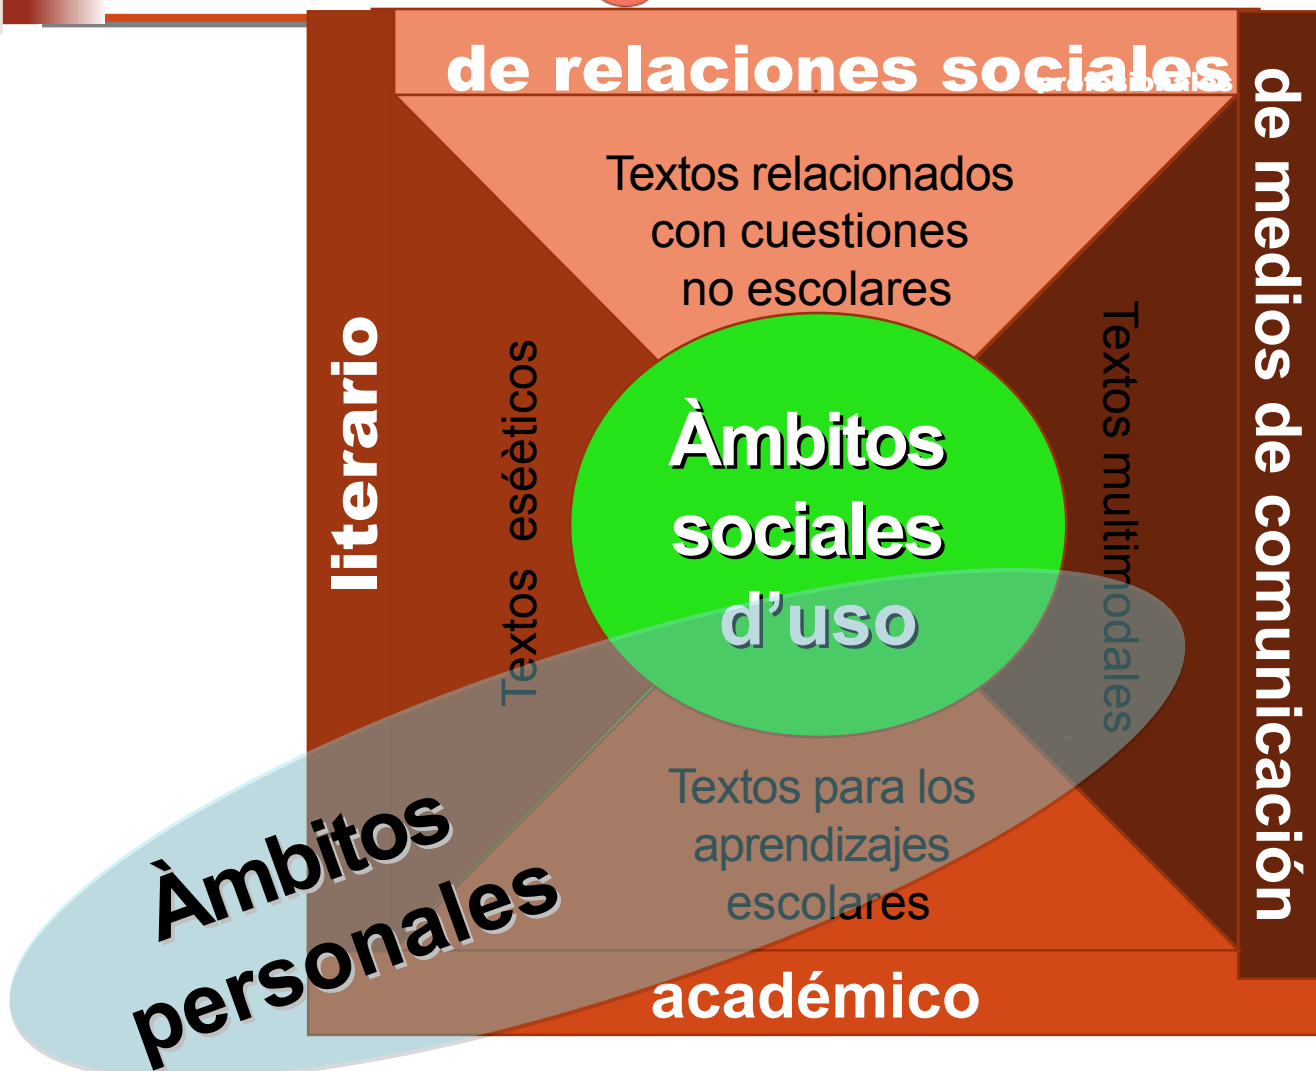 de relaciones sociales
profesionales
Textos relacionados
con cuestiones
no escolares
literario
Textos eséèticos
Àmbitos
sociales
d’uso
Textos multimodales
de medios de comunicación
Textos para los
aprendizajes
escolares
Àmbitos
personales
académico